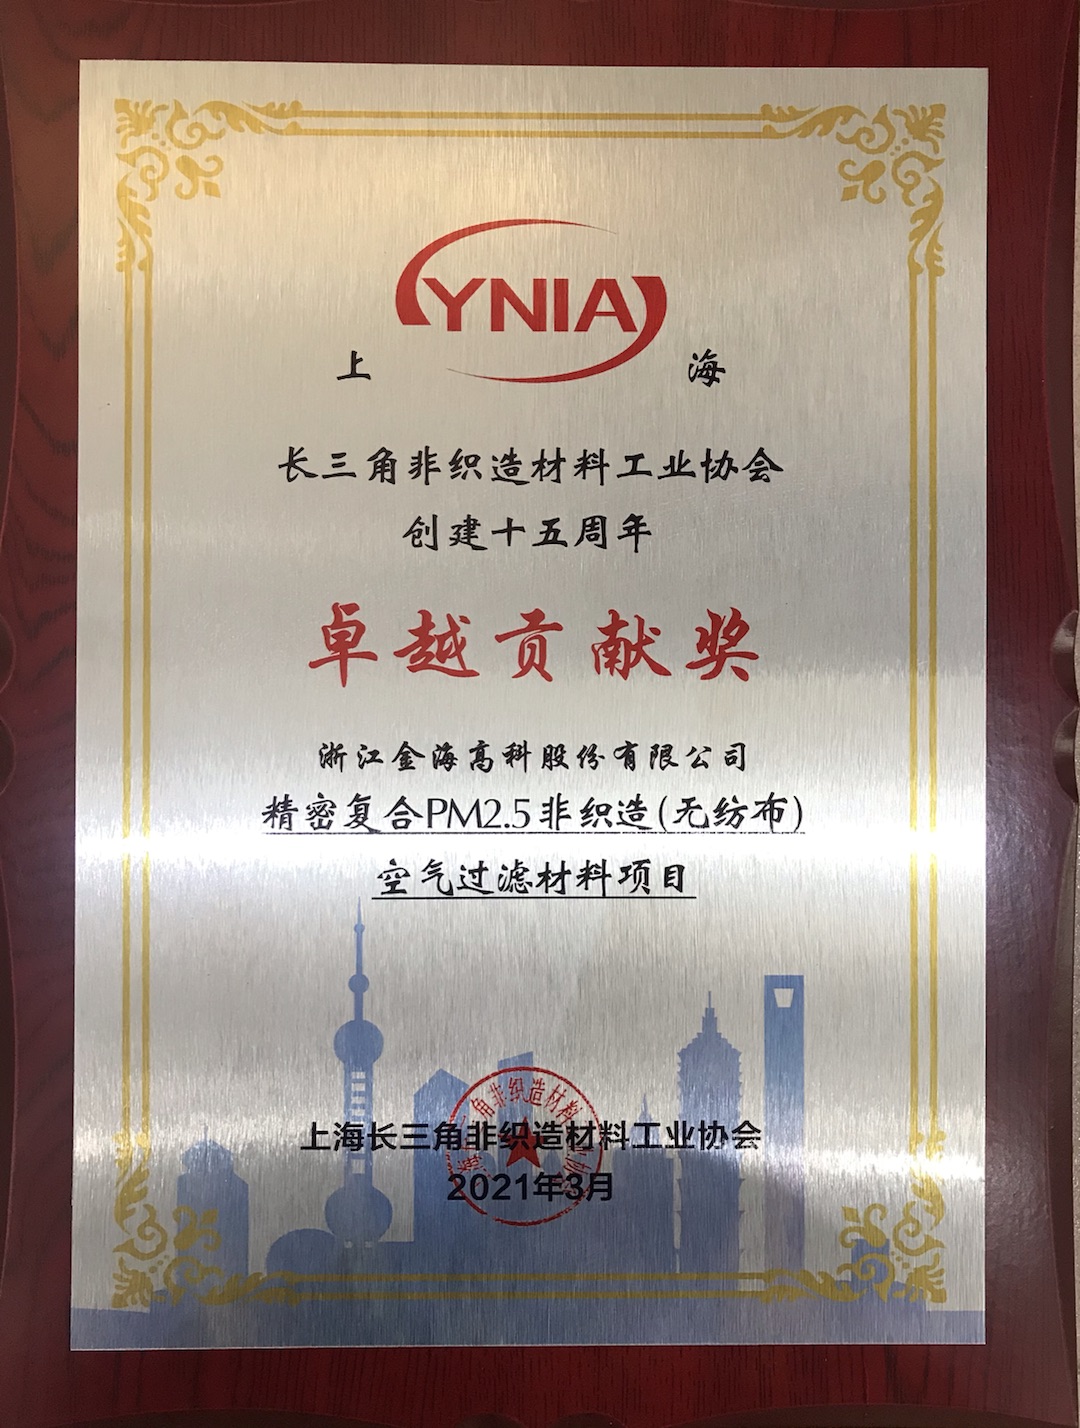 YNIA
上 海
长三角非织造材料工业协会
创建十五周年
卓越贡献奖
浙江金海高科股份有限公司
精密复合PM2.5非织造(无纺布)
空气过滤材料项目
上海长三角非织造材料工业协会
2021年3月